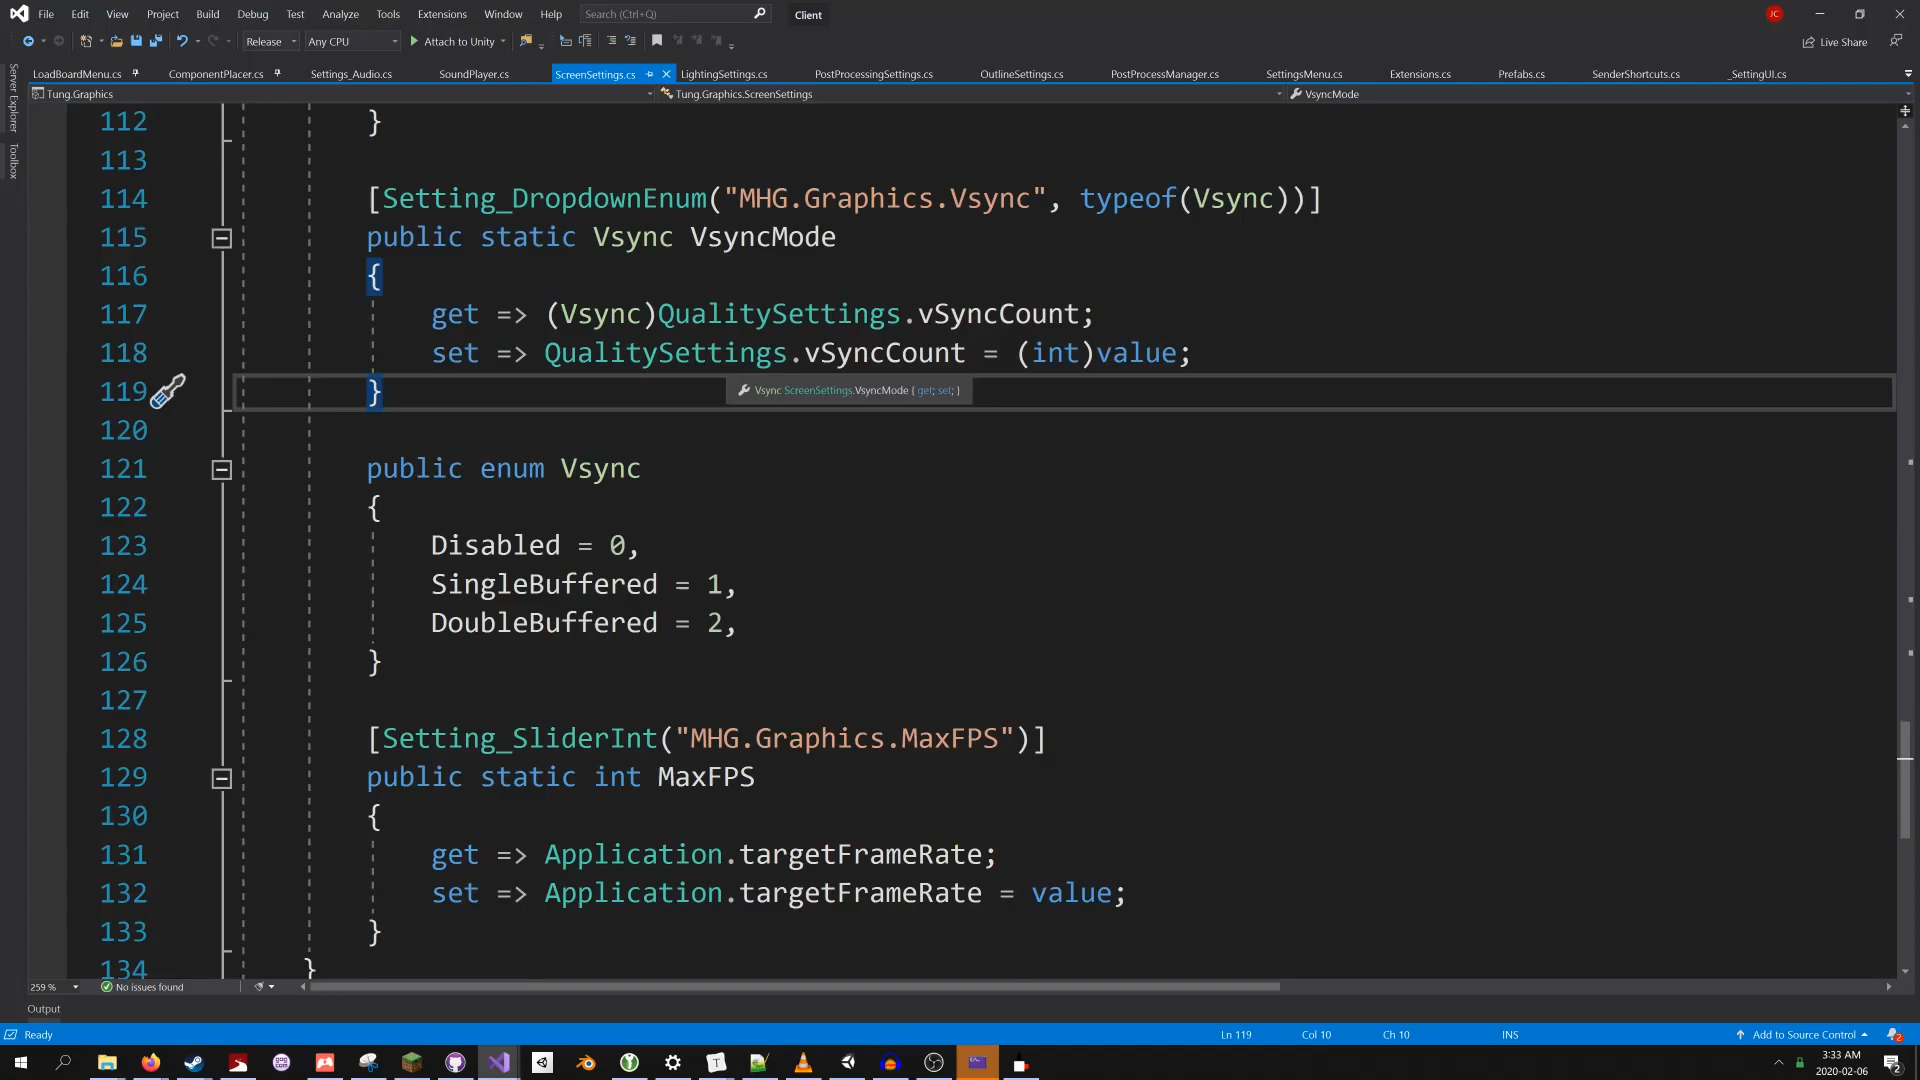 File Edit View Project Build Debug Test Analyze Tools Extensions Window Help Search (Ctrl+Q) Client JC
Release Any CPU Attach to Unity Live Share
LoadBoardMenu.cs ComponentPlacer.cs Settings_Audio.cs SoundPlayer.cs ScreenSettings.cs LightingSettings.cs PostProcessingSettings.cs OutlineSettings.cs PostProcessManager.cs SettingsMenu.cs Extensions.cs Prefabs.cs SenderShortcuts.cs _SettingUI.cs
Tung.Graphics Tung.Graphics.ScreenSettings VsyncMode
Server Explorer
Toolbox
112 }
113
114 [Setting_DropdownEnum("MHG.Graphics.Vsync", typeof(Vsync))]
115 public static Vsync VsyncMode
116 {
117 get => (Vsync)QualitySettings.vSyncCount;
118 set => QualitySettings.vSyncCount = (int)value;
119 } Vsync ScreenSettings.VsyncMode { get; set; }
120
121 public enum Vsync
122 {
123 Disabled = 0,
124 SingleBuffered = 1,
125 DoubleBuffered = 2,
126 }
127
128 [Setting_SliderInt("MHG.Graphics.MaxFPS")]
129 public static int MaxFPS
130 {
131 get => Application.targetFrameRate;
132 set => Application.targetFrameRate = value;
133 }
134 }
259 % No issues found
Output
Ready Ln 119 Col 10 Ch 10 INS Add to Source Control 2
3:33 AM
2020-02-06 2